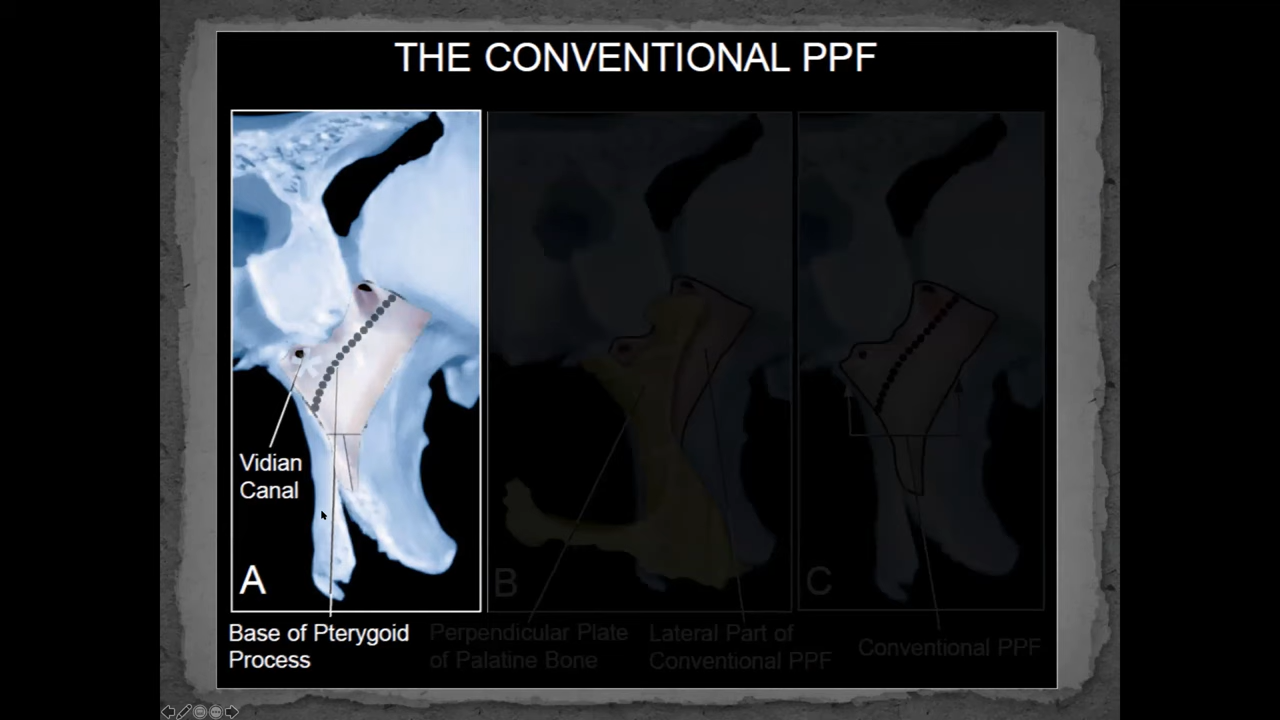 THE CONVENTIONAL PPF
Vidian
Canal
A
B
C
Base of Pterygoid
Process
Perpendicular Plate
of Palatine Bone
Lateral Part of
Conventional PPF
Conventional PPF